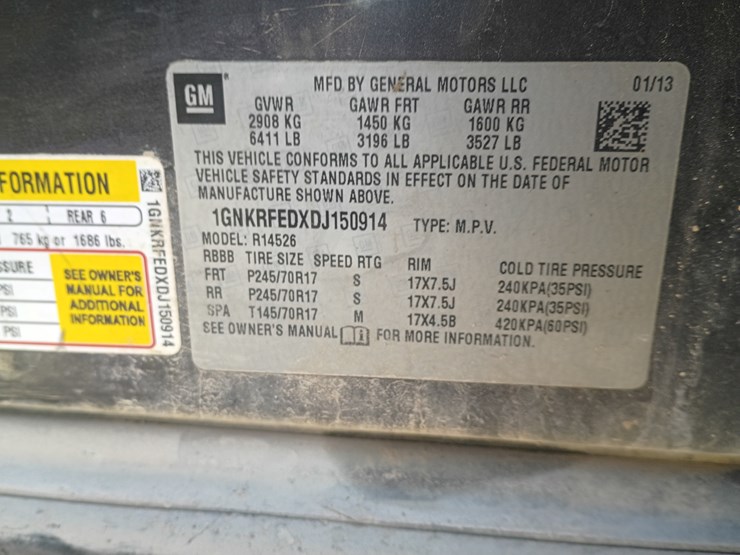 GM
MFD BY GENERAL MOTORS LLC 01/13
GVWR GAWR FRT GAWR RR
2908 KG 1450 KG 1600 KG
6411 LB 3196 LB 3527 LB
THIS VEHICLE CONFORMS TO ALL APPLICABLE U.S. FEDERAL MOTOR
VEHICLE SAFETY STANDARDS IN EFFECT ON THE DATE OF
MANUFACTURE SHOWN ABOVE.
1GNKRFEDXDJ150914 TYPE: M.P.V.
MODEL: R14526
RBBB TIRE SIZE SPEED RTG RIM COLD TIRE PRESSURE
FRT P245/70R17 S 17X7.5J 240KPA(35PSI)
RR P245/70R17 S 17X7.5J 240KPA(35PSI)
SPA T145/70R17 M 17X4.5B 420KPA(60PSI)
SEE OWNER'S MANUAL FOR MORE INFORMATION.
FORMATION
2 REAR 6
765 kg or 1686 lbs.
SSURE
PSI
PSI
PSI
SEE OWNER'S
MANUAL FOR
ADDITIONAL
INFORMATION
1GNKRFEDXDJ150914